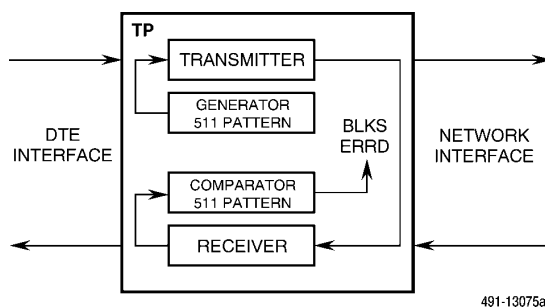 TP
TRANSMITTER
GENERATOR
511 PATTERN
DTE
INTERFACE
BLKS
ERRD
NETWORK
INTERFACE
COMPARATOR
511 PATTERN
RECEIVER
491-13075a